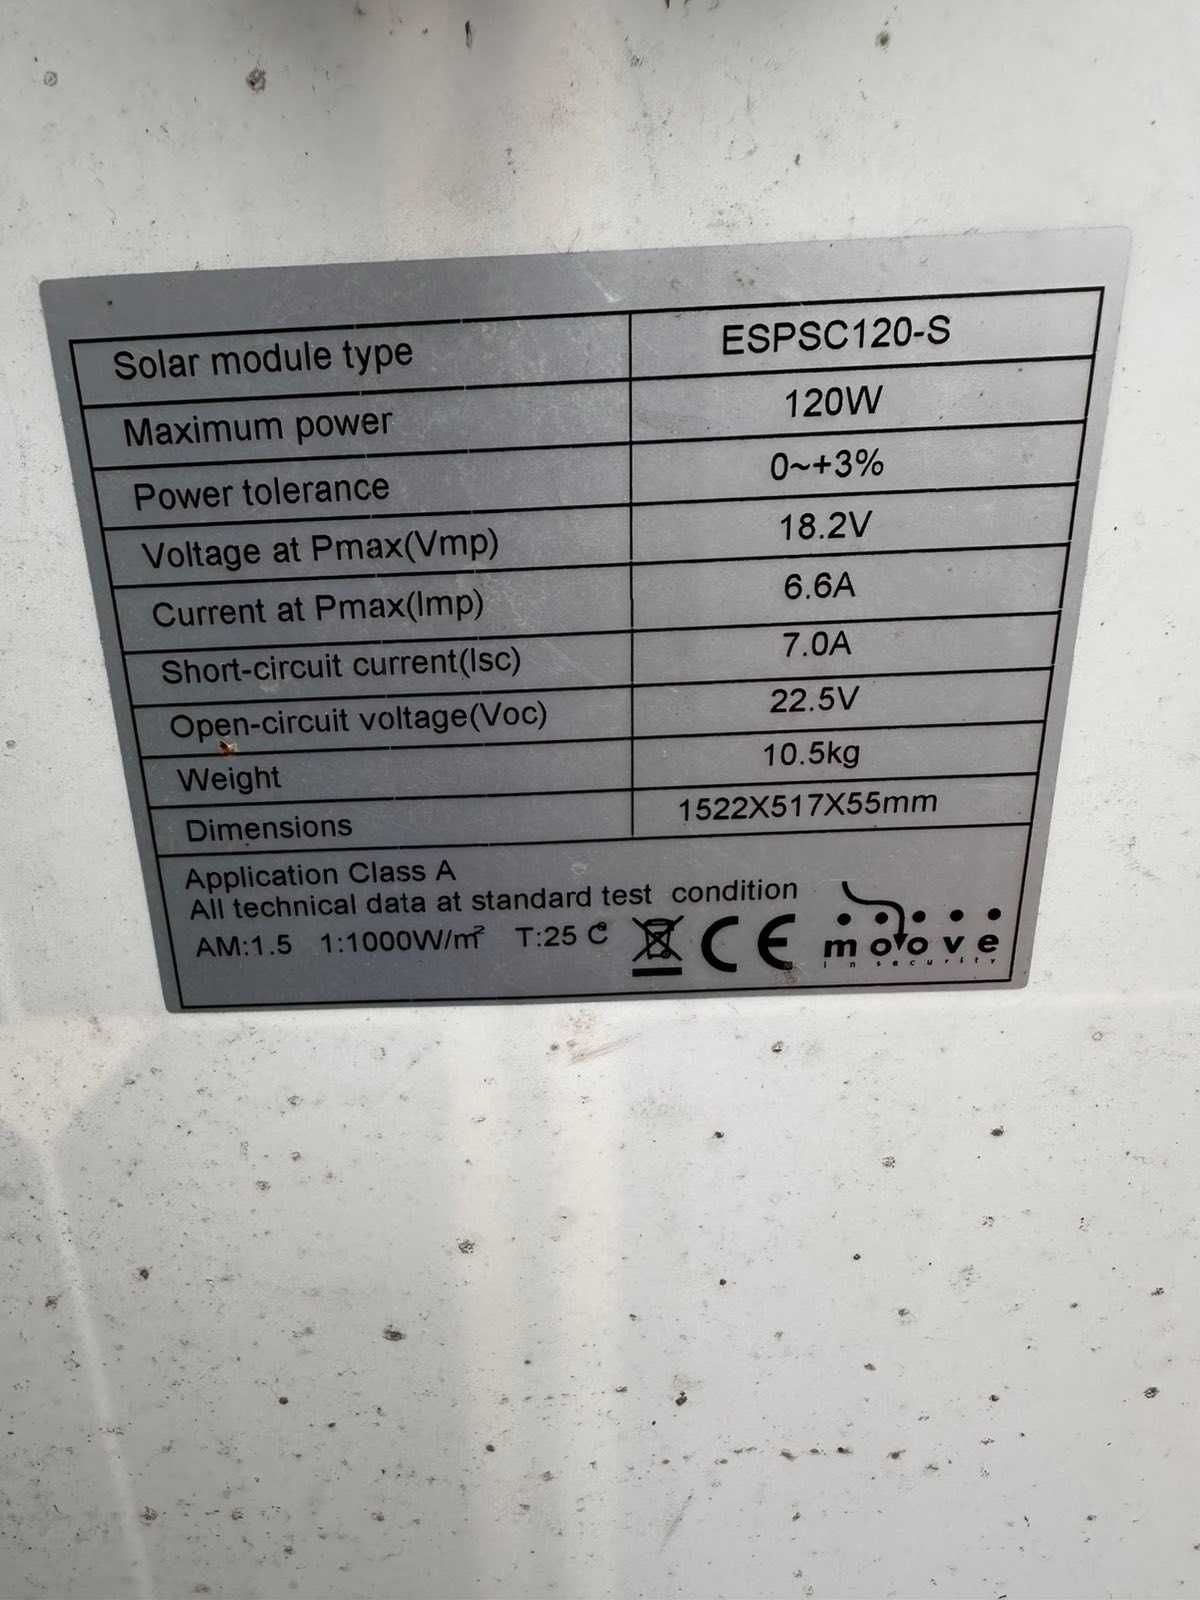 Solar module type ESPSC120-S
Maximum power 120W
Power tolerance 0~+3%
Voltage at Pmax(Vmp) 18.2V
Current at Pmax(Imp) 6.6A
Short-circuit current(Isc) 7.0A
Open-circuit voltage(Voc) 22.5V
Weight 10.5kg
Dimensions 1522X517X55mm
Application Class A
All technical data at standard test condition
AM:1.5 1:1000W/m² T:25 ℃ CE moove
in security